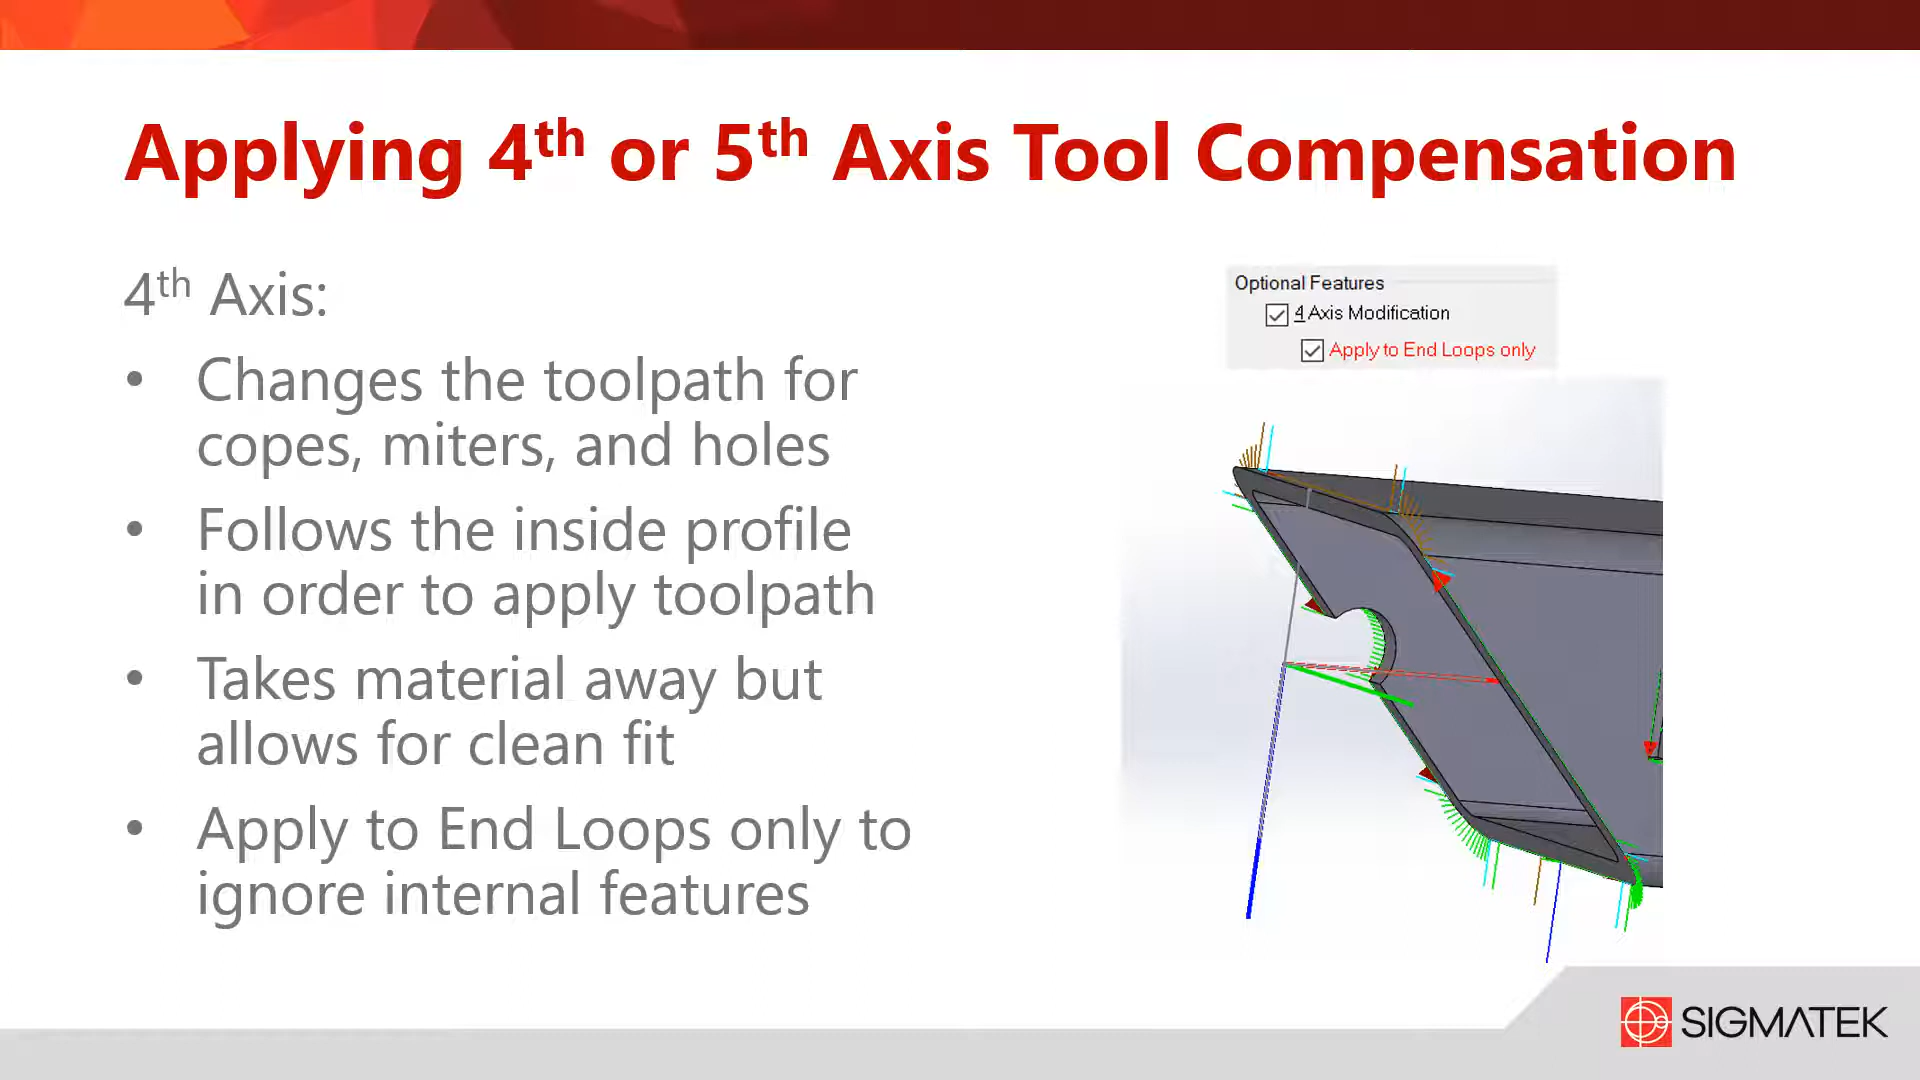 Applying 4th or 5th Axis Tool Compensation
4th Axis:
• Changes the toolpath for
copes, miters, and holes
• Follows the inside profile
in order to apply toolpath
• Takes material away but
allows for clean fit
• Apply to End Loops only to
ignore internal features
Optional Features
4 Axis Modification
Apply to End Loops only
SIGMATEK